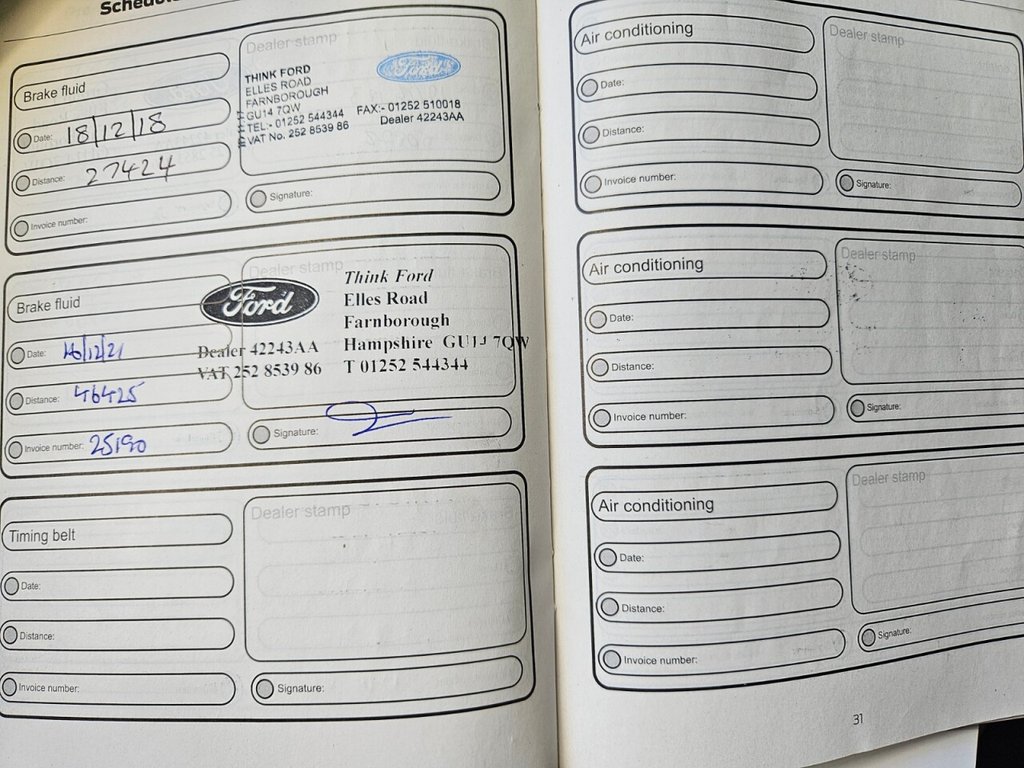 Brake fluid
Date: 18/12/18
Distance: 27424
Invoice number:
Dealer stamp
THINK FORD
ELLES ROAD
FARNBOROUGH
GU14 7QW
TEL:- 01252 544344 FAX:- 01252 510018
VAT No. 252 8539 86 Dealer 42243AA
Ford
Signature:
Brake fluid
Date: 16/12/21
Distance: 46425
Invoice number: 25190
Dealer stamp
Ford
Dealer 42243AA
VAT 252 8539 86
Think Ford
Elles Road
Farnborough
Hampshire GU14 7QW
T 01252 544344
Signature:
Timing belt
Date:
Distance:
Invoice number:
Dealer stamp
Signature:
Air conditioning
Date:
Distance:
Invoice number:
Dealer stamp
Signature:
Air conditioning
Date:
Distance:
Invoice number:
Dealer stamp
Signature:
Air conditioning
Date:
Distance:
Invoice number:
Dealer stamp
Signature:
31